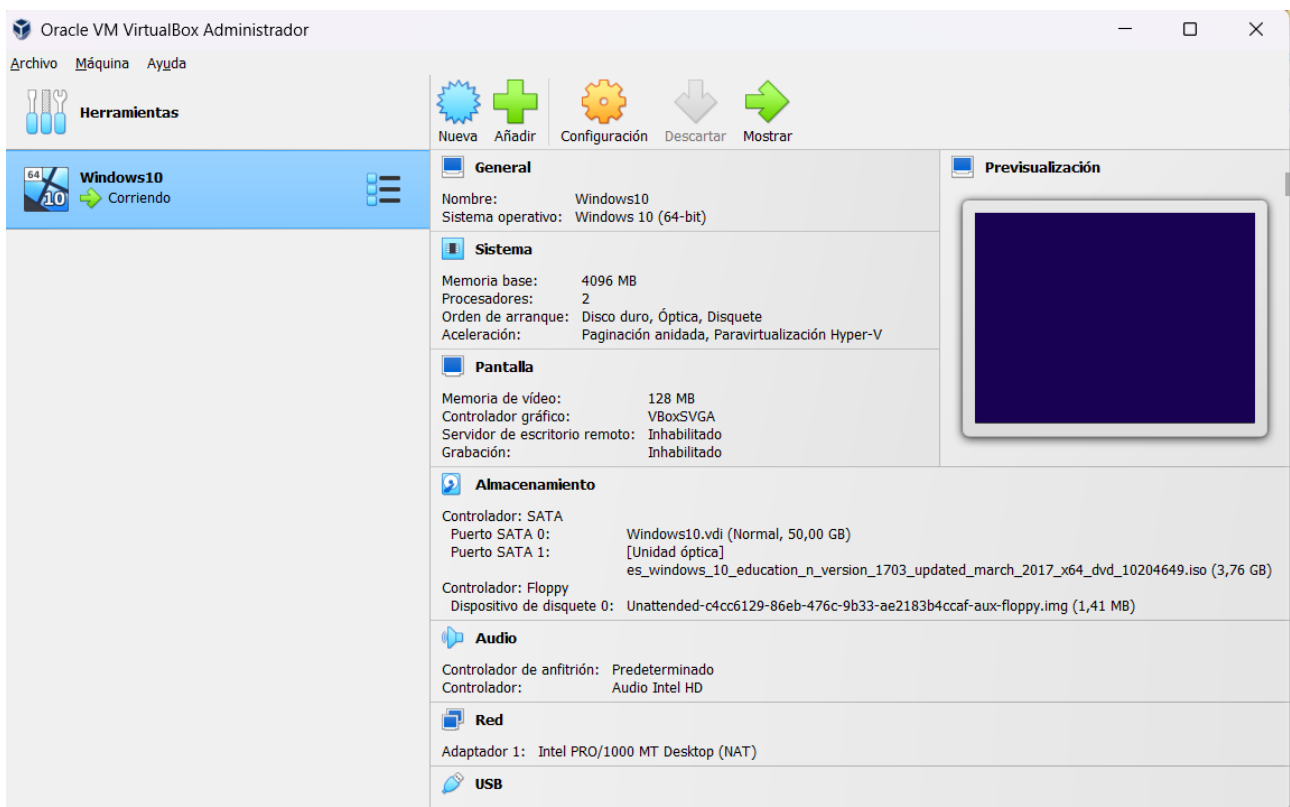 Oracle VM VirtualBox Administrador
Archivo Máquina Ayuda
Herramientas
Nueva Añadir Configuración Descartar Mostrar
64
10
Windows10
Corriendo
General
Nombre: Windows10
Sistema operativo: Windows 10 (64-bit)
Previsualización
Sistema
Memoria base: 4096 MB
Procesadores: 2
Orden de arranque: Disco duro, Óptica, Disquete
Aceleración: Paginación anidada, Paravirtualización Hyper-V
Pantalla
Memoria de vídeo: 128 MB
Controlador gráfico: VBoxSVGA
Servidor de escritorio remoto: Inhabilitado
Grabación: Inhabilitado
Almacenamiento
Controlador: SATA
Puerto SATA 0: Windows10.vdi (Normal, 50,00 GB)
Puerto SATA 1: [Unidad óptica]
es_windows_10_education_n_version_1703_updated_march_2017_x64_dvd_10204649.iso (3,76 GB)
Controlador: Floppy
Dispositivo de disquete 0: Unattended-c4cc6129-86eb-476c-9b33-ae2183b4ccaf-aux-floppy.img (1,41 MB)
Audio
Controlador de anfitrión: Predeterminado
Controlador: Audio Intel HD
Red
Adaptador 1: Intel PRO/1000 MT Desktop (NAT)
USB